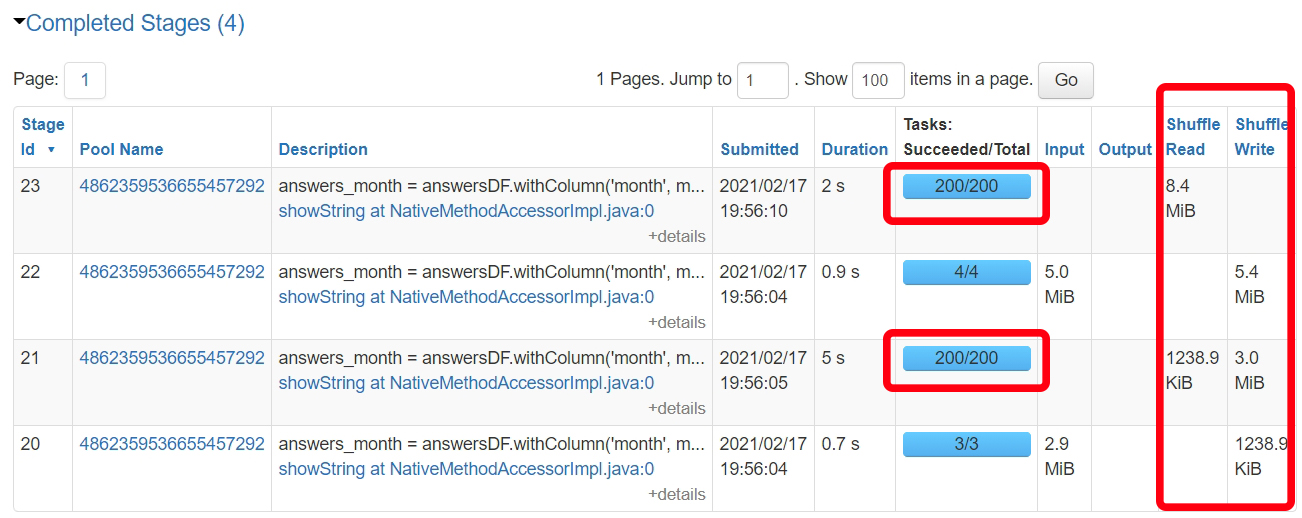 Completed Stages (4)
Page: 1 1 Pages. Jump to 1 . Show 100 items in a page. Go
Stage Id Pool Name Description Submitted Duration Tasks: Succeeded/Total Input Output Shuffle Read Shuffle Write
23 4862359536655457292 answers_month = answersDF.withColumn('month', m... 2021/02/17 2 s 200/200 8.4
showString at NativeMethodAccessorImpl.java:0 19:56:10 MiB
+details
22 4862359536655457292 answers_month = answersDF.withColumn('month', m... 2021/02/17 0.9 s 4/4 5.0 5.4
showString at NativeMethodAccessorImpl.java:0 19:56:04 MiB MiB
+details
21 4862359536655457292 answers_month = answersDF.withColumn('month', m... 2021/02/17 5 s 200/200 1238.9 3.0
showString at NativeMethodAccessorImpl.java:0 19:56:05 KiB MiB
+details
20 4862359536655457292 answers_month = answersDF.withColumn('month', m... 2021/02/17 0.7 s 3/3 2.9 1238.9
showString at NativeMethodAccessorImpl.java:0 19:56:04 MiB KiB
+details